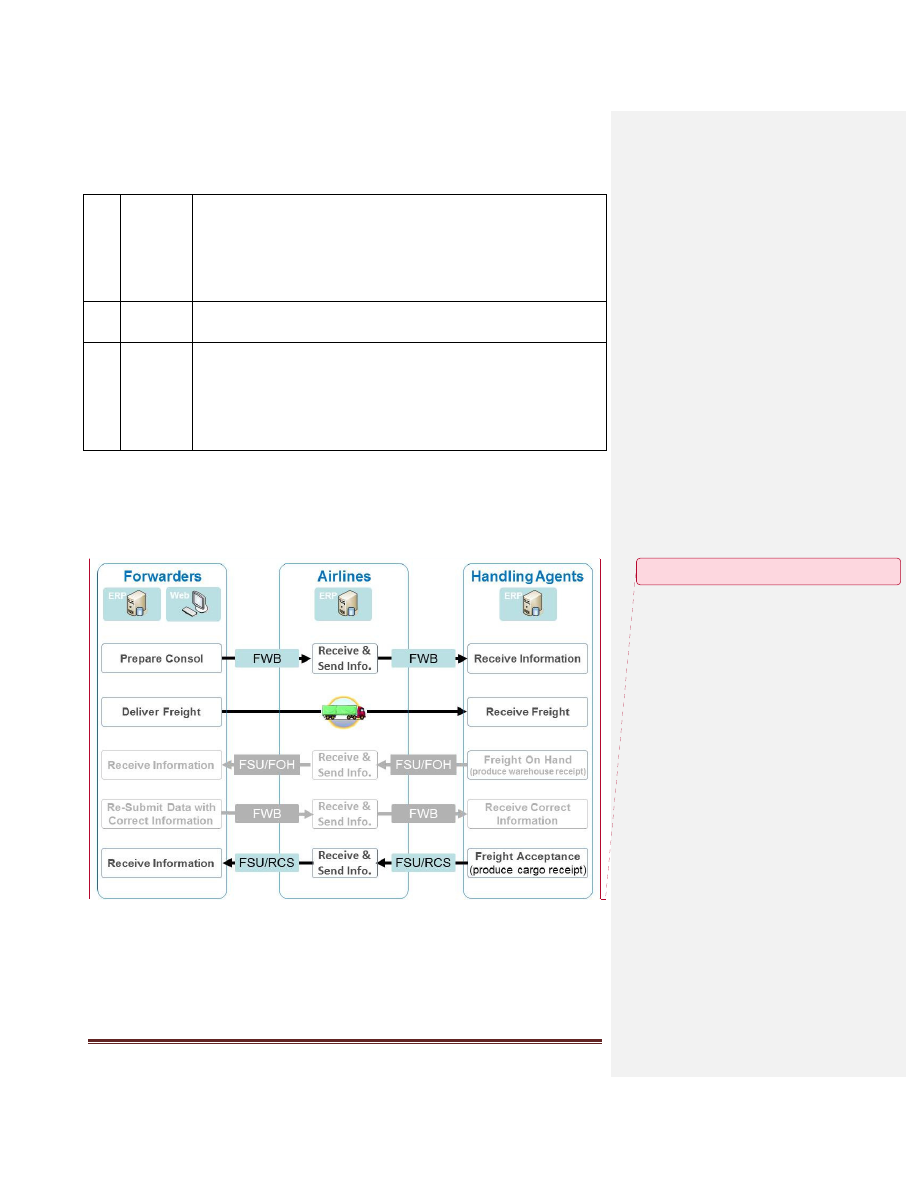 Forwarders
Airlines
Handling Agents
ERP
Web
ERP
ERP
Prepare Consol
FWB
Receive &
Send Info.
FWB
Receive Information
Deliver Freight
Receive Freight
Receive Information
FSU/FOH
Receive &
Send Info.
FSU/FOH
Freight On Hand
(produce warehouse receipt)
Re-Submit Data with
Correct Information
FWB
Receive &
Send Info.
FWB
Receive Correct
Information
Receive Information
FSU/RCS
Receive &
Send Info.
FSU/RCS
Freight Acceptance
(produce cargo receipt)